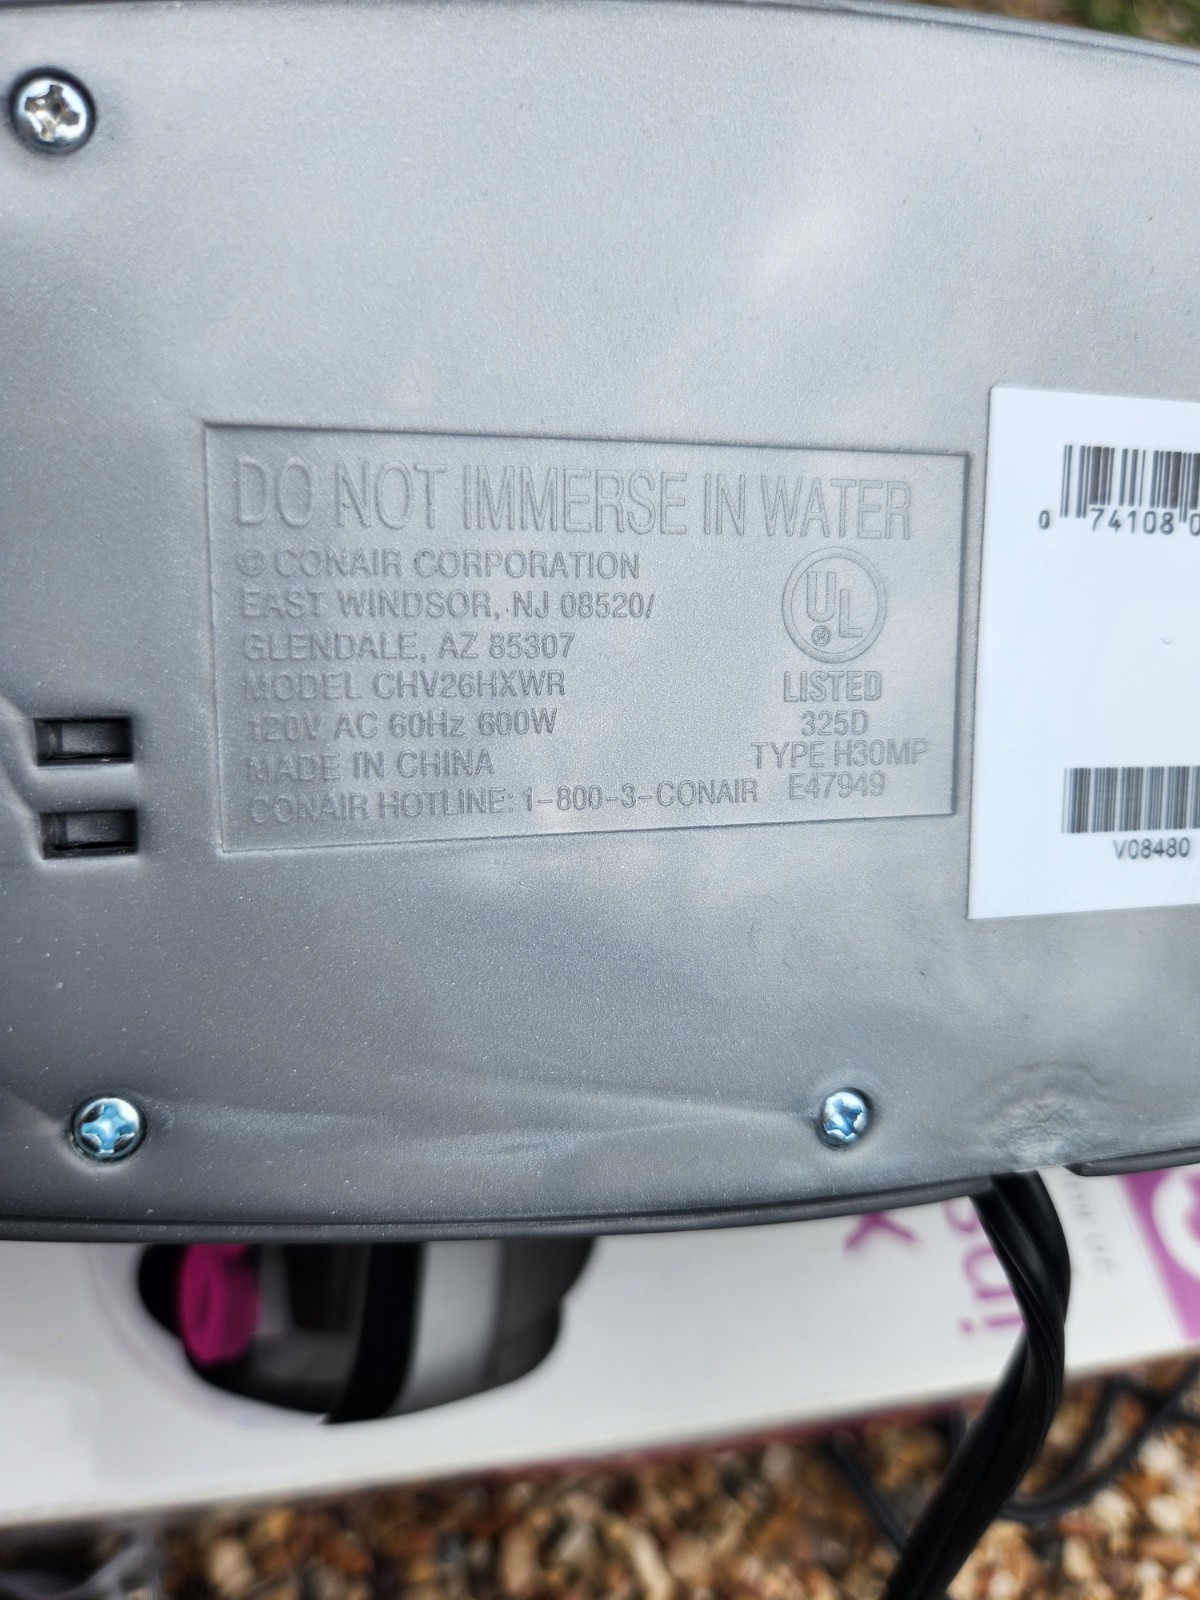 DO NOT IMMERSE IN WATER
© CONAIR CORPORATION
EAST WINDSOR, NJ 08520/
GLENDALE, AZ 85307
MODEL CHV26HXWR
120V AC 60Hz 600W
MADE IN CHINA
CONAIR HOTLINE: 1-800-3-CONAIR
UL
®
LISTED
325D
TYPE H30MP
E47949
0 74108 0
V08480